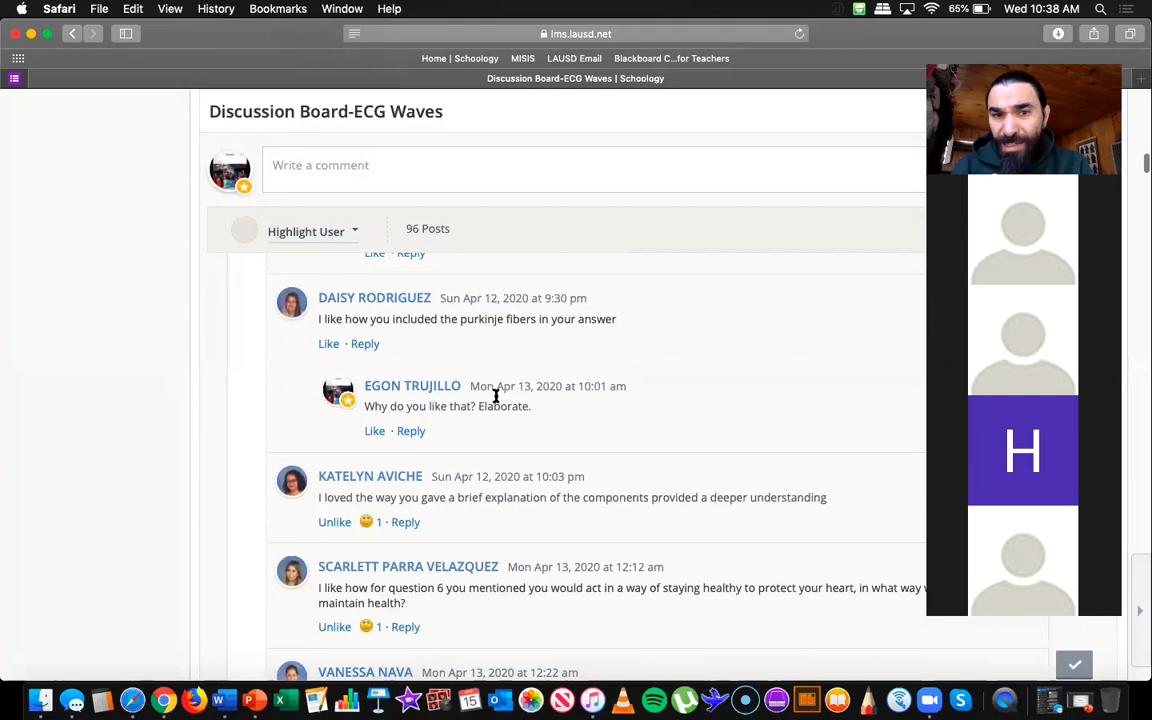 Safari File Edit View History Bookmarks Window Help 65% Wed 10:38 AM
lms.lausd.net
Home | Schoology MISIS LAUSD Email Blackboard C...for Teachers
Discussion Board-ECG Waves | Schoology
Discussion Board-ECG Waves
Write a comment
Highlight User 96 Posts
Like · Reply
DAISY RODRIGUEZ Sun Apr 12, 2020 at 9:30 pm
I like how you included the purkinje fibers in your answer
Like · Reply
EGON TRUJILLO Mon Apr 13, 2020 at 10:01 am
Why do you like that? Elaborate.
Like · Reply
H
KATELYN AVICHE Sun Apr 12, 2020 at 10:03 pm
I loved the way you gave a brief explanation of the components provided a deeper understanding
Unlike 1 · Reply
SCARLETT PARRA VELAZQUEZ Mon Apr 13, 2020 at 12:12 am
I like how for question 6 you mentioned you would act in a way of staying healthy to protect your heart, in what way
maintain health?
Unlike 1 · Reply
VANESSA NAVA Mon Apr 13, 2020 at 12:22 am